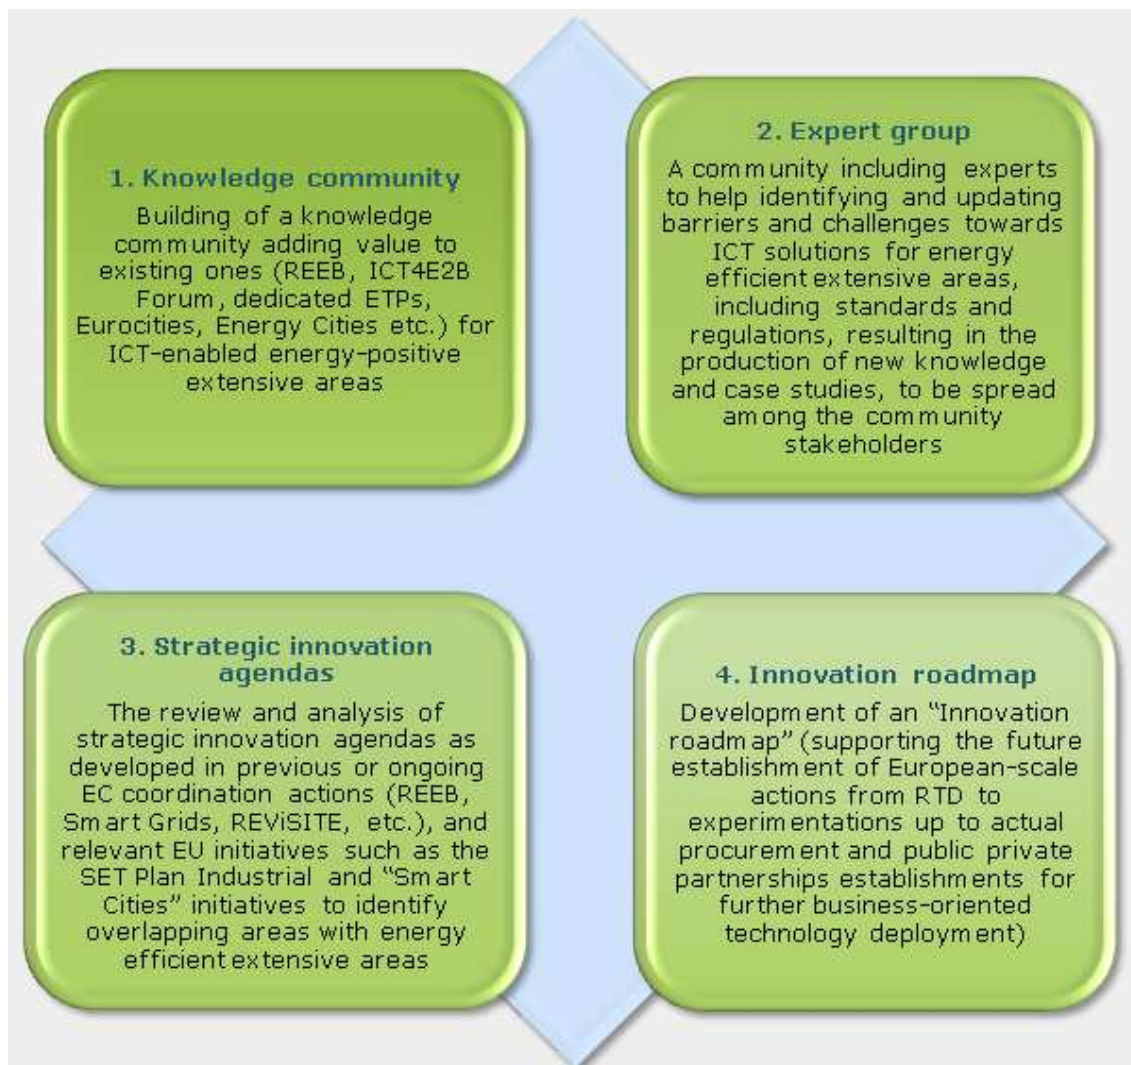 1. Knowledge community
Building of a knowledge
community adding value to
existing ones (REEB, ICT4E2B
Forum, dedicated ETPs,
Eurocities, Energy Cities etc.) for
ICT-enabled energy-positive
extensive areas
2. Expert group
A community including experts
to help identifying and updating
barriers and challenges towards
ICT solutions for energy
efficient extensive areas,
including standards and
regulations, resulting in the
production of new knowledge
and case studies, to be spread
among the community
stakeholders
3. Strategic innovation
agendas
The review and analysis of
strategic innovation agendas as
developed in previous or ongoing
EC coordination actions (REEB,
Smart Grids, REViSITE, etc.), and
relevant EU initiatives such as the
SET Plan Industrial and “Smart
Cities” initiatives to identify
overlapping areas with energy
efficient extensive areas
4. Innovation roadmap
Development of an “Innovation
roadmap” (supporting the future
establishment of European-scale
actions from RTD to
experimentations up to actual
procurement and public private
partnerships establishments for
further business-oriented
technology deployment)